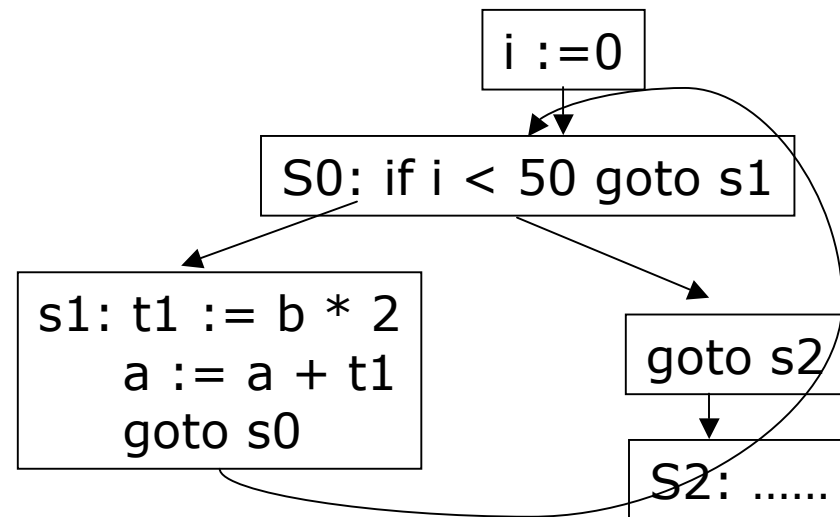 i :=0
S0: if i < 50 goto s1
s1: t1 := b * 2
a := a + t1
goto s0
goto s2
S2: ......